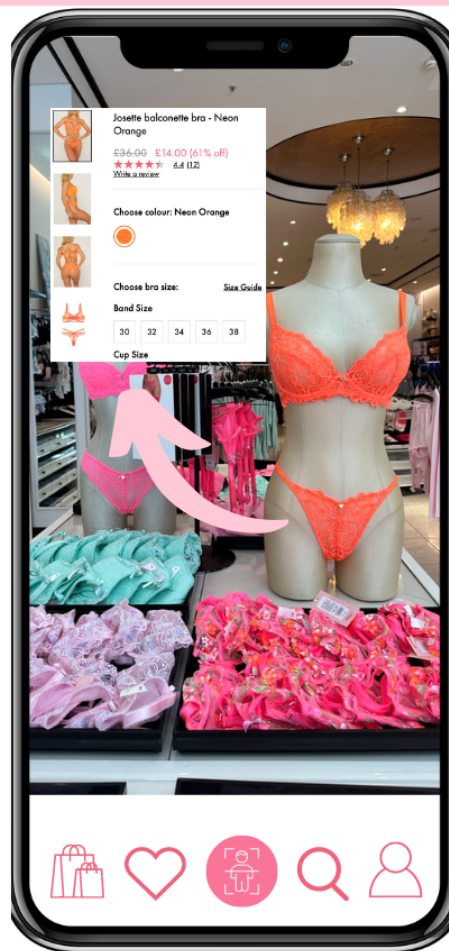 Josette balconette bra - Neon
Orange
£36.00 £14.00 (61% off)
4.4 (12)
Write a review
Choose colour: Neon Orange
Choose bra size: Size Guide
Band Size
30 32 34 36 38
Cup Size